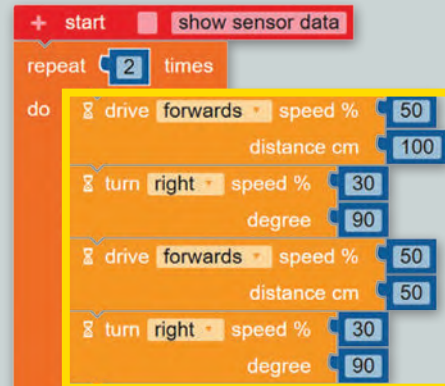 + start show sensor data
repeat 2 times
do drive forwards speed % 50
distance cm 100
turn right speed % 30
degree 90
drive forwards speed % 50
distance cm 50
turn right speed % 30
degree 90